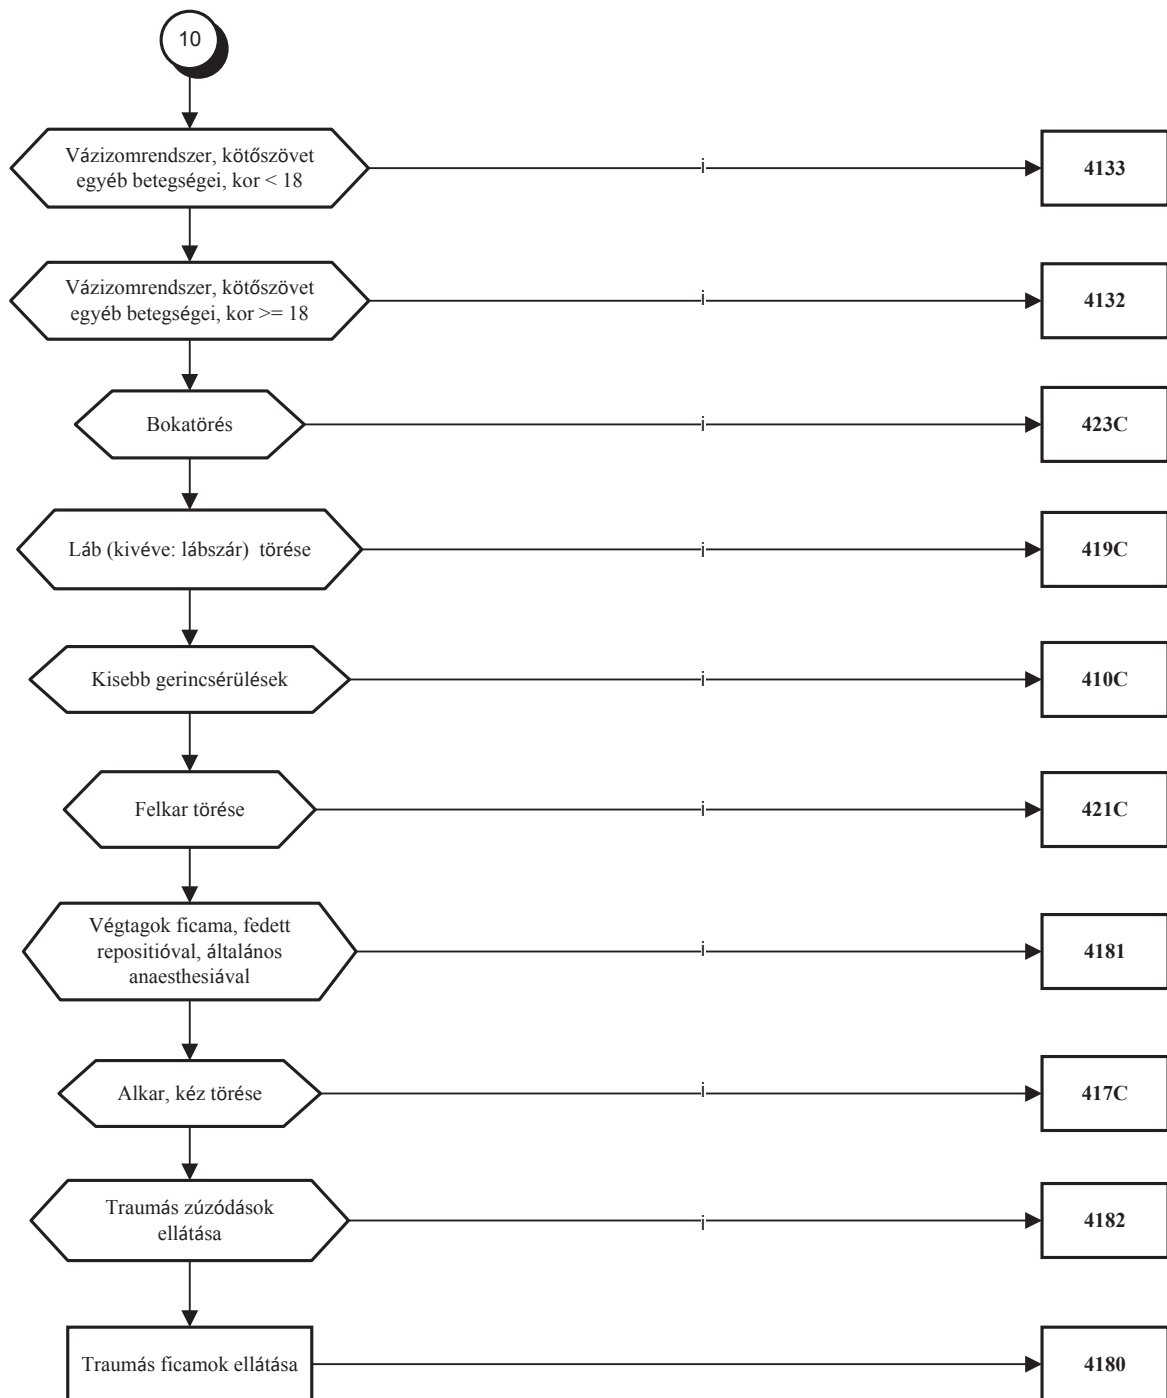 10
Vázizomrendszer, kötőszövet
egyéb betegségei, kor < 18
i
4133
Vázizomrendszer, kötőszövet
egyéb betegségei, kor >= 18
i
4132
Bokatörés
i
423C
Láb (kivéve: lábszár) törése
i
419C
Kisebb gerincsérülések
i
410C
Felkar törése
i
421C
Végtagok ficama, fedett
repositióval, általános
anaesthesiával
i
4181
Alkar, kéz törése
i
417C
Traumás zúzódások
ellátása
i
4182
Traumás ficamok ellátása
4180